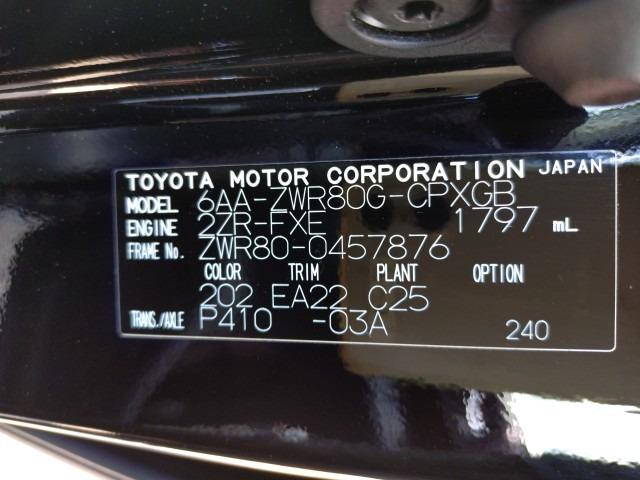 TOYOTA MOTOR CORPORATION JAPAN
MODEL 6AA-ZWR80G-CPXGB
ENGINE 2ZR-FXE 1797 mL
FRAME No. ZWR80-0457876
COLOR TRIM PLANT OPTION
202 EA22 C25
TRANS./AXLE P410 -03A 240